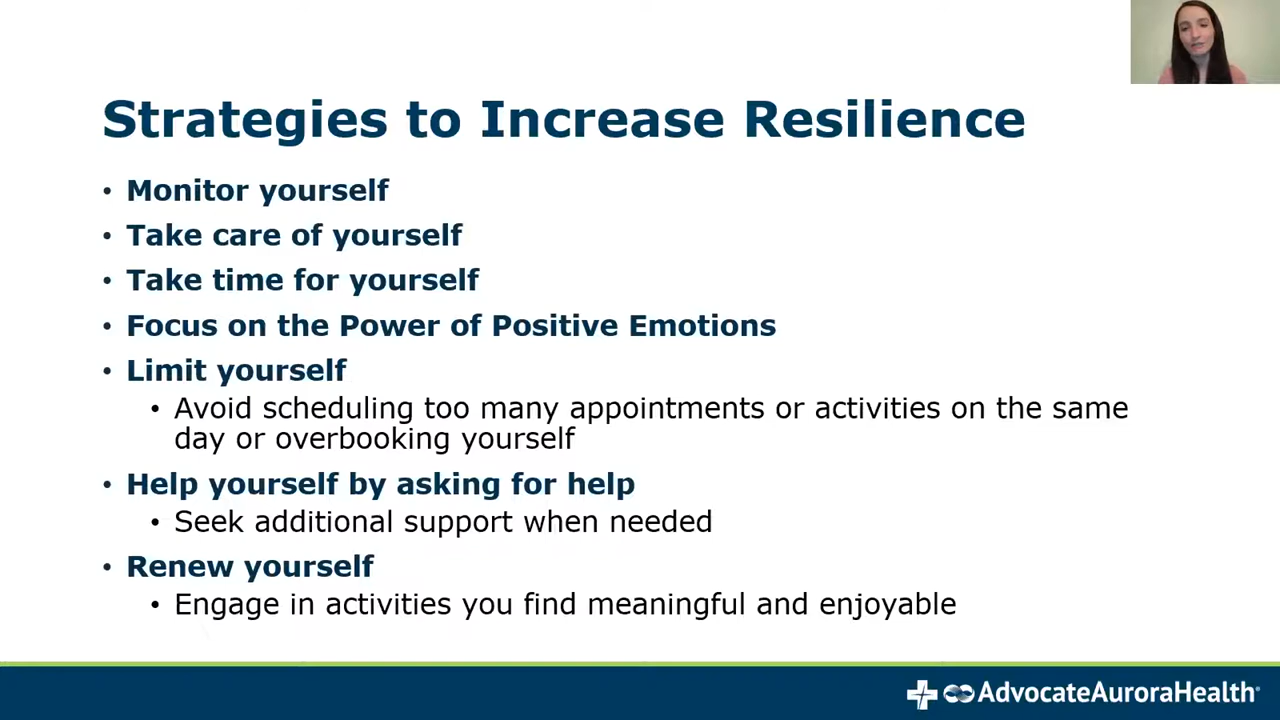 Strategies to Increase Resilience
• Monitor yourself
• Take care of yourself
• Take time for yourself
• Focus on the Power of Positive Emotions
• Limit yourself
• Avoid scheduling too many appointments or activities on the same
day or overbooking yourself
• Help yourself by asking for help
• Seek additional support when needed
• Renew yourself
• Engage in activities you find meaningful and enjoyable
AdvocateAuroraHealth®